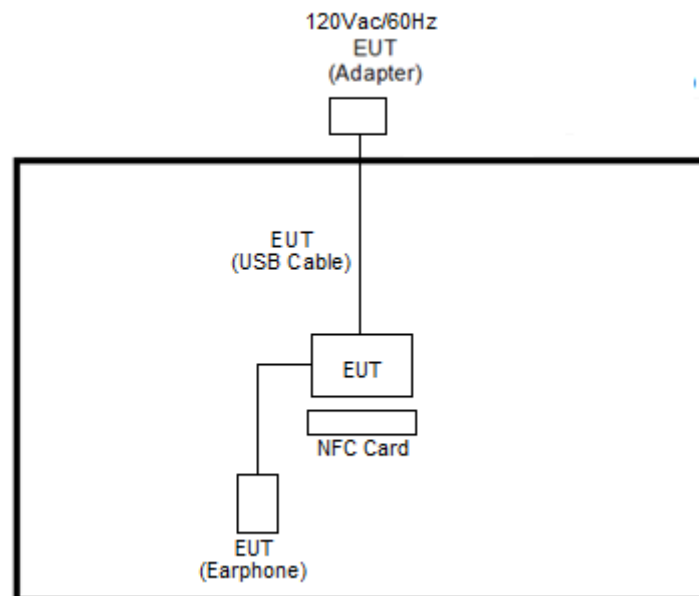 120Vac/60Hz
EUT
(Adapter)
EUT
(USB Cable)
EUT
NFC Card
EUT
(Earphone)